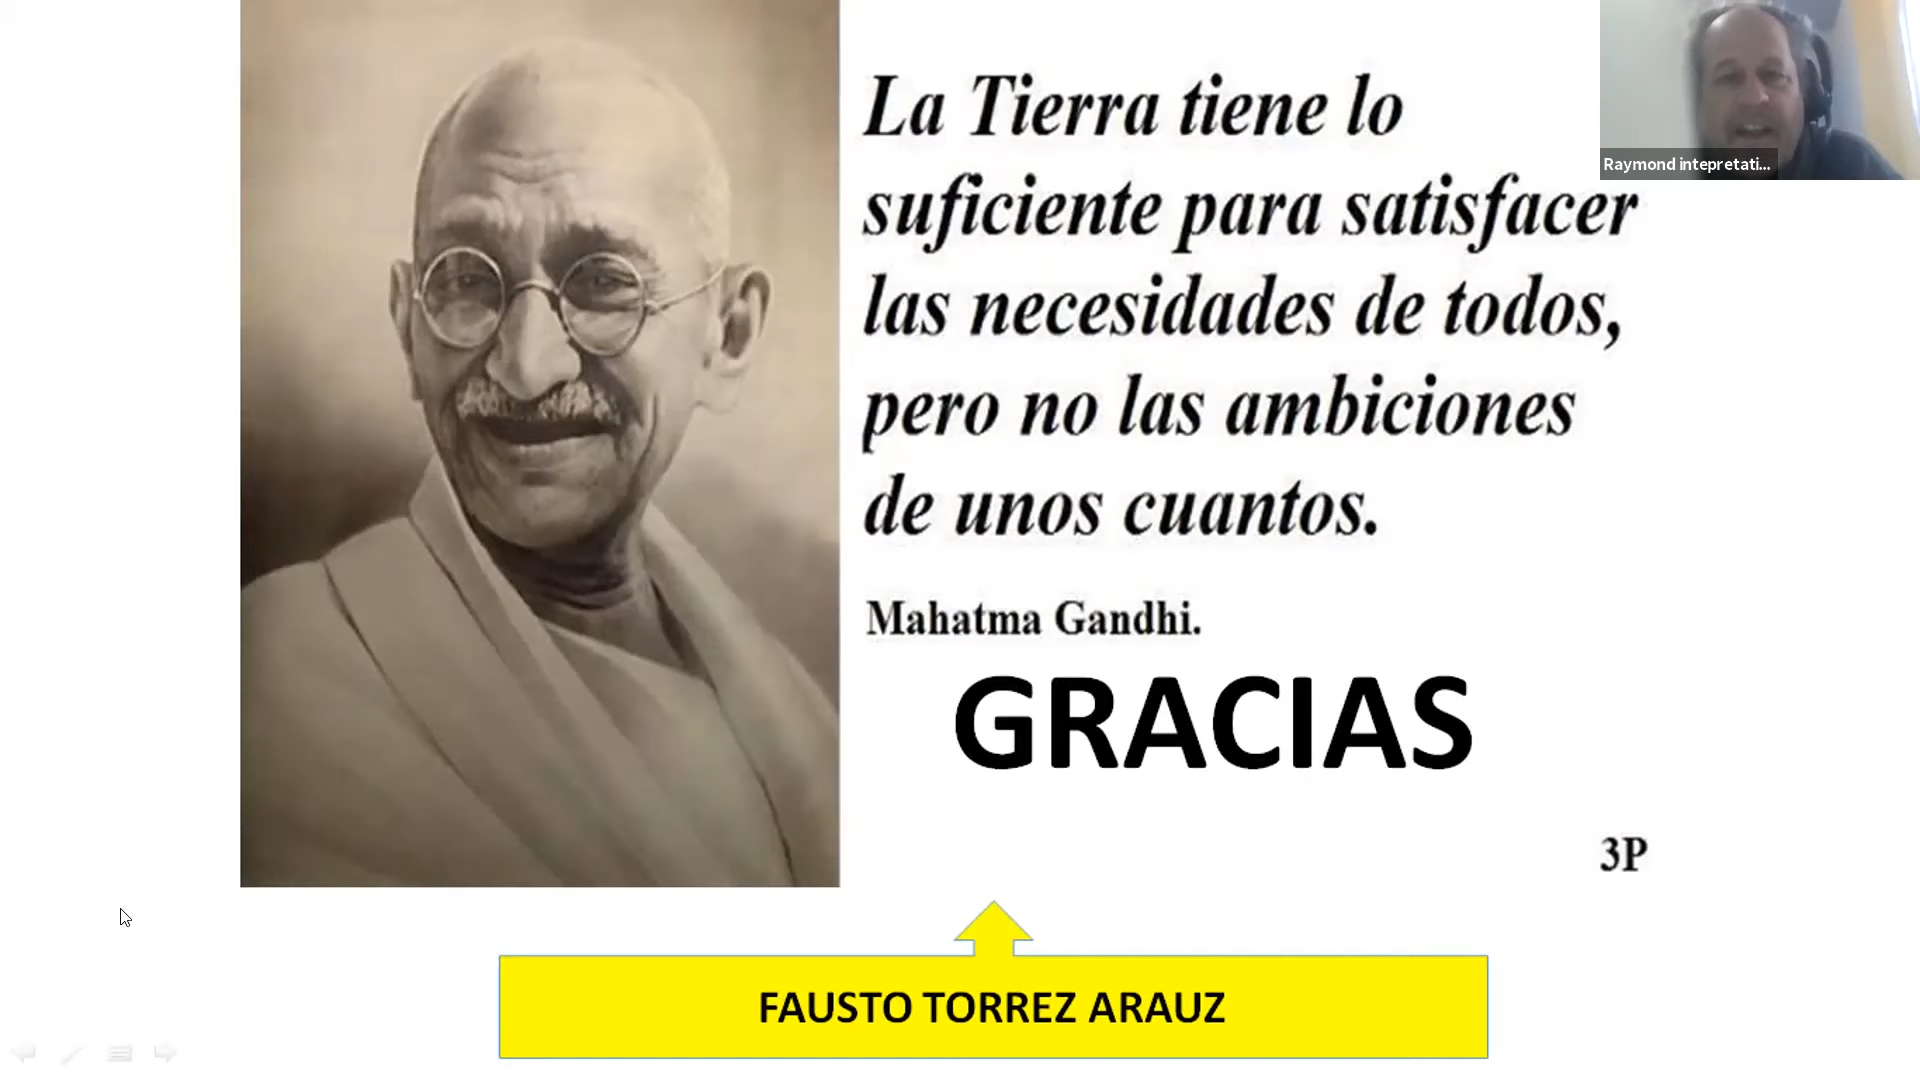 La Tierra tiene lo
suficiente para satisfacer
las necesidades de todos,
pero no las ambiciones
de unos cuantos.
Mahatma Gandhi.
GRACIAS
3P
FAUSTO TORREZ ARAUZ
Raymond intepretati...